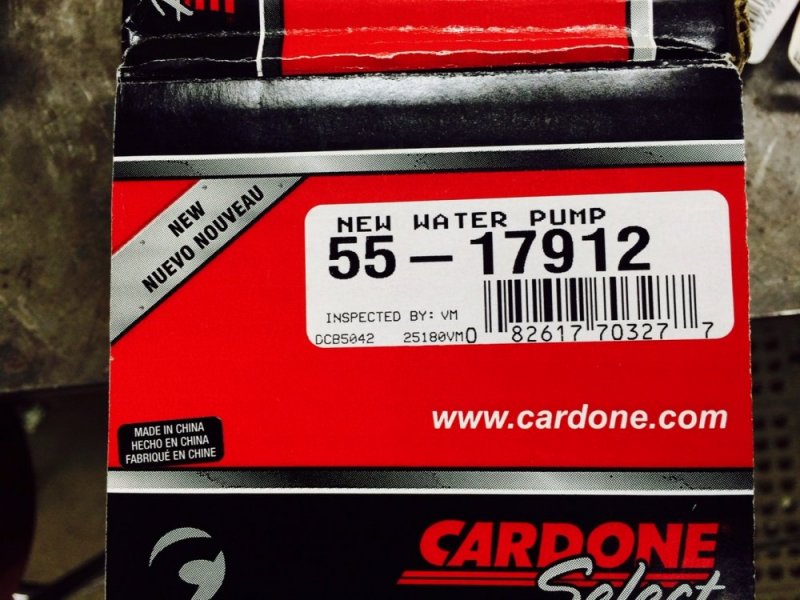 NEW
NUEVO NOUVEAU
NEW WATER PUMP
55-17912
INSPECTED BY: VM
DCB5042 25180VM
0 82617 70327 7
www.cardone.com
MADE IN CHINA
HECHO EN CHINA
FABRIQUÉ EN CHINE
CARDONE
Select